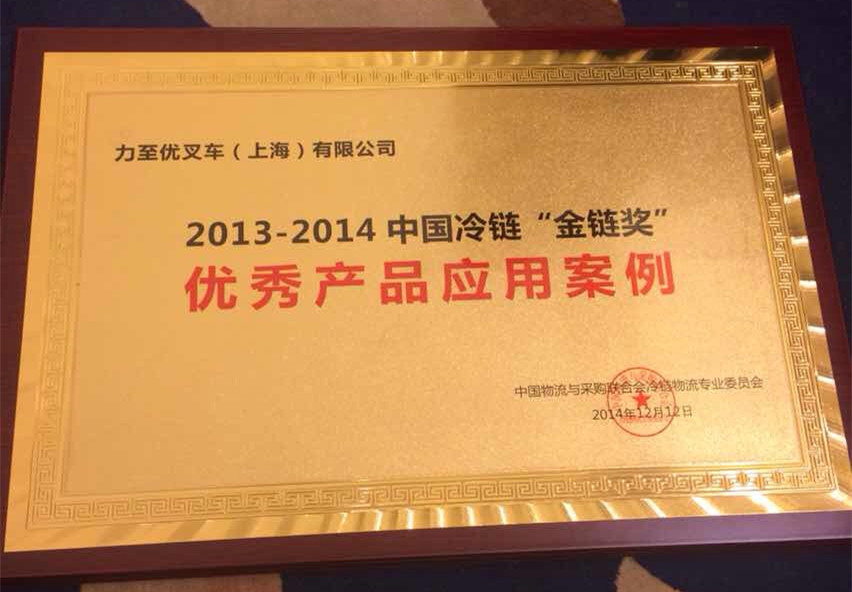 力至优叉车（上海）有限公司
2013-2014 中国冷链“金链奖”
优秀产品应用案例
中国物流与采购联合会冷链物流专业委员会
2014年12月12日